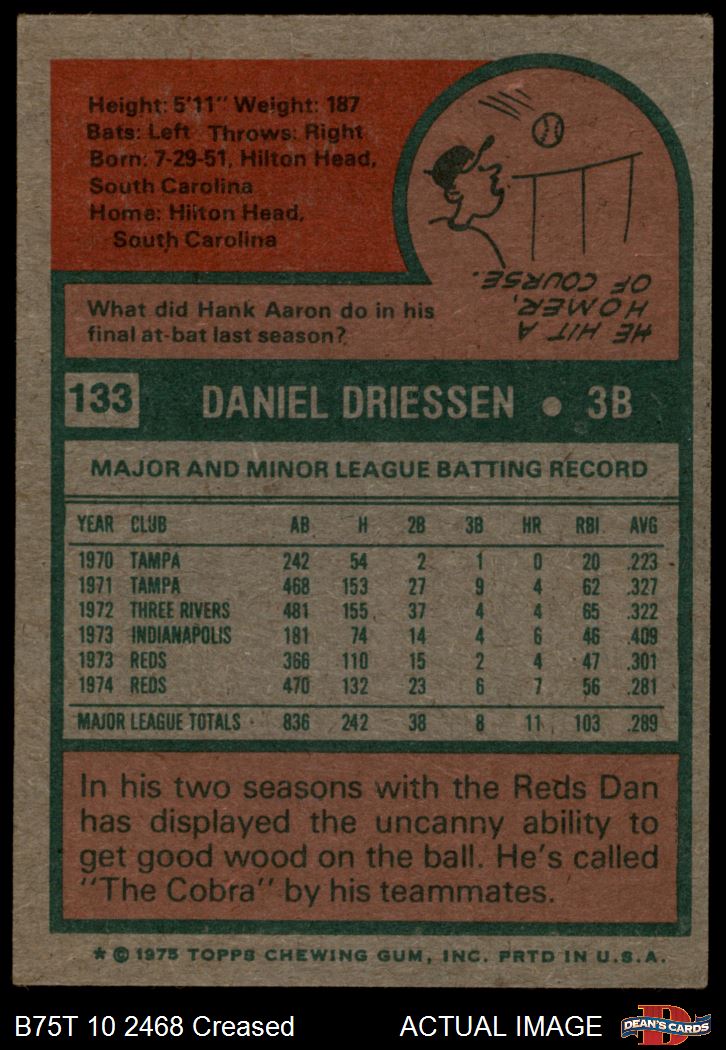 Height: 5'11" Weight: 187
Bats: Left Throws: Right
Born: 7-29-51, Hilton Head,
South Carolina
Home: Hilton Head,
South Carolina
What did Hank Aaron do in his
final at-bat last season?
HE HIT A
HOMER,
OF COURSE.
133 DANIEL DRIESSEN • 3B
MAJOR AND MINOR LEAGUE BATTING RECORD
YEAR CLUB AB H 2B 3B HR RBI AVG
1970 TAMPA 242 54 2 1 0 20 .223
1971 TAMPA 468 153 27 9 4 62 .327
1972 THREE RIVERS 481 155 37 4 4 65 .322
1973 INDIANAPOLIS 181 74 14 4 6 46 .409
1973 REDS 366 110 15 2 4 47 .301
1974 REDS 470 132 23 6 7 56 .281
MAJOR LEAGUE TOTALS 836 242 38 8 11 103 .289
In his two seasons with the Reds Dan
has displayed the uncanny ability to
get good wood on the ball. He's called
"The Cobra" by his teammates.
* © 1975 TOPPS CHEWING GUM, INC. PRTD IN U.S.A.
B75T 10 2468 Creased ACTUAL IMAGE
D
DEAN'S CARDS